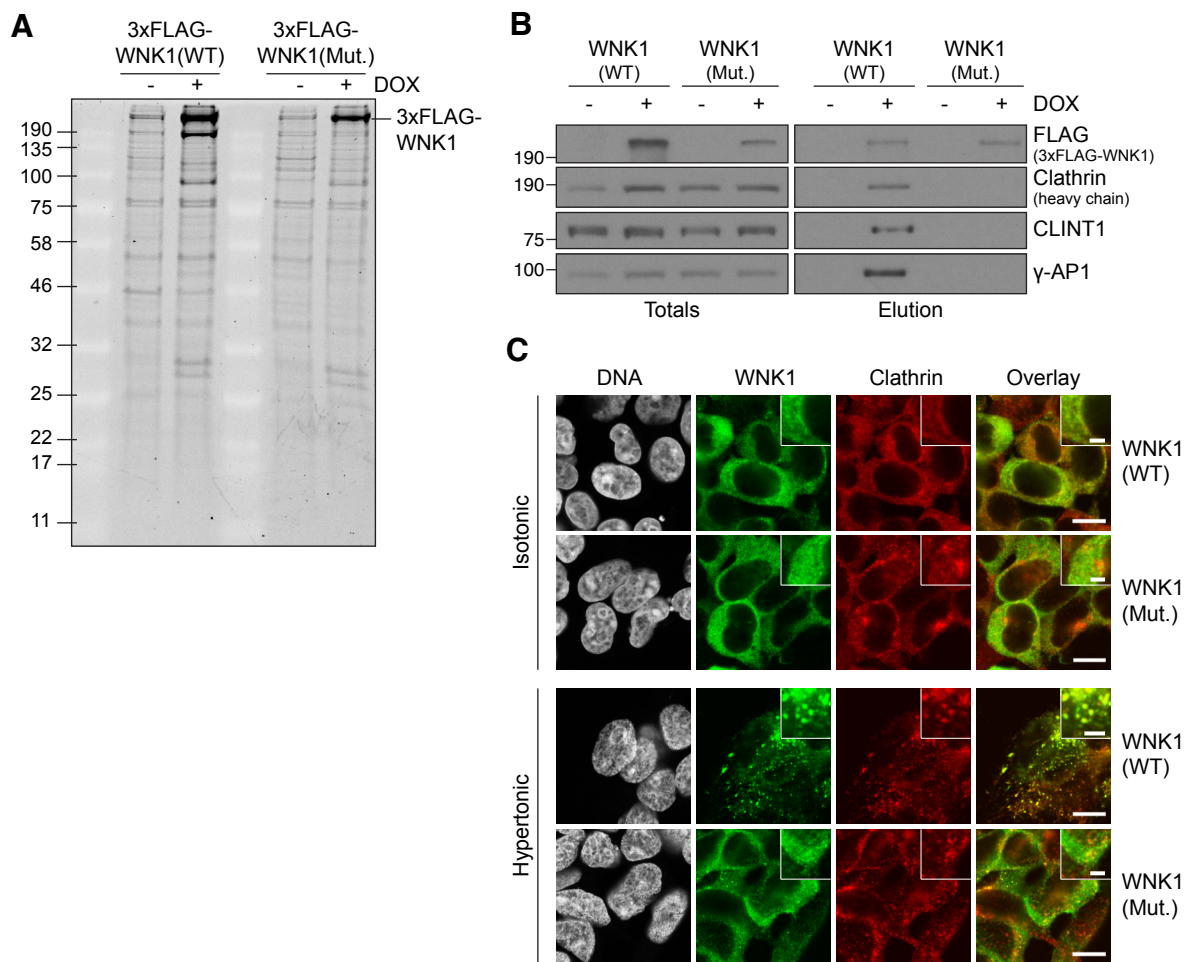 A
3xFLAG-
WNK1(WT)
3xFLAG-
WNK1(Mut.)
- + - + DOX
3xFLAG-
WNK1
190
135
100
75
58
46
32
25
22
17
11
B
WNK1
(WT)
WNK1
(Mut.)
WNK1
(WT)
WNK1
(Mut.)
- + - + - + - + DOX
190
FLAG
(3xFLAG-WNK1)
190
Clathrin
(heavy chain)
75
CLINT1
100
γ-AP1
Totals
Elution
C
DNA
WNK1
Clathrin
Overlay
Isotonic
WNK1
(WT)
WNK1
(Mut.)
Hypertonic
WNK1
(WT)
WNK1
(Mut.)